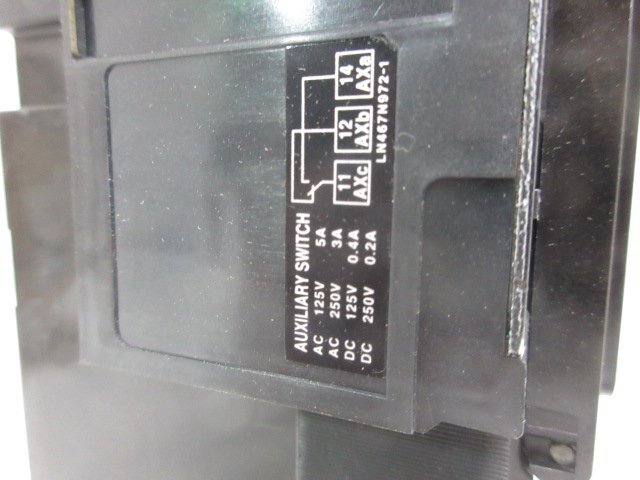 AUXILIARY SWITCH
AC 125V 5A
AC 250V 3A
DC 125V 0.4A
DC 250V 0.2A
11 12 14
AXc AXb AXa
LN467N972-1